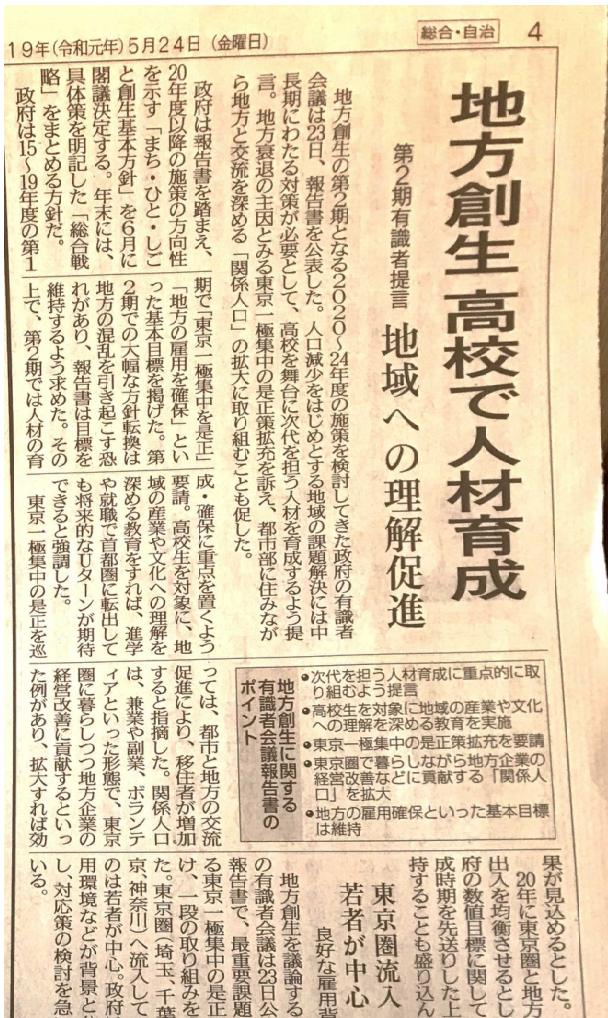 19年(令和元年)5月24日(金曜日)
総合・自治
4
地方創生 高校で人材育成
第2期有識者提言
地域への理解促進
地方創生の第2期となる2020〜24年度の施策を検討してきた政府の有識者
会議は23日、報告書を公表した。人口減少をはじめとする地域の課題解決には中
長期にわたる対策が必要として、高校を舞台に次代を担う人材を育成するよう提
言。地方衰退の主因とみる東京一極集中の是正策拡充を訴え、都市部に住みなが
ら地方と交流を深める「関係人口」の拡大に取り組むことも促した。
政府は報告書を踏まえ、
20年度以降の施策の方向性
を示す「まち・ひと・しご
と創生基本方針」を6月に
閣議決定する。年末には、
具体策を明記した「総合戦
略」をまとめる方針だ。
政府は15〜19年度の第1
期で「東京一極集中を是正」
「地方の雇用を確保」とい
った基本目標を掲げた。第
2期での大幅な方針転換は
地方の混乱を引き起こす恐
れがあり、報告書は目標を
維持するよう求めた。その
上で、第2期では人材の育
成・確保に重点を置くよう
要請。高校生を対象に、地
域の産業や文化への理解を
深める教育をすれば、進学
や就職で首都圏に転出して
も将来的なUターンが期待
できると強調した。
東京一極集中の是正を巡
っては、都市と地方の交流
促進により、移住者が増加
すると指摘した。関係人口
は、兼業や副業、ボランテ
ィアといった形態で、東京
圏に暮らしつつ地方企業の
経営改善に貢献するといっ
た例があり、拡大すれば効
果が見込めるとした。
20年に東京圏と地方
出入を均衡させるとし
府の数値目標に関して
成時期を先送りした上
持することも盛り込ん
地方創生に関する
有識者会議報告書の
ポイント
●次代を担う人材育成に重点的に取
り組むよう提言
●高校生を対象に地域の産業や文化
への理解を深める教育を実施
●東京一極集中の是正策拡充を要請
●東京圏で暮らしながら地方企業の
経営改善などに貢献する「関係人
口」を拡大
●地方の雇用確保といった基本目標
は維持
東京圏流入
若者が中心
良好な雇用背
地方創生を議論する
の有識者会議は23日公
報告書で、最重要課題
る東京一極集中の是正
け、一段の取り組みを
た。東京圏(埼玉、千葉
京、神奈川)へ流入して
のは若者が中心。政府は
用環境などが背景と
し、対応策の検討を急
いる。